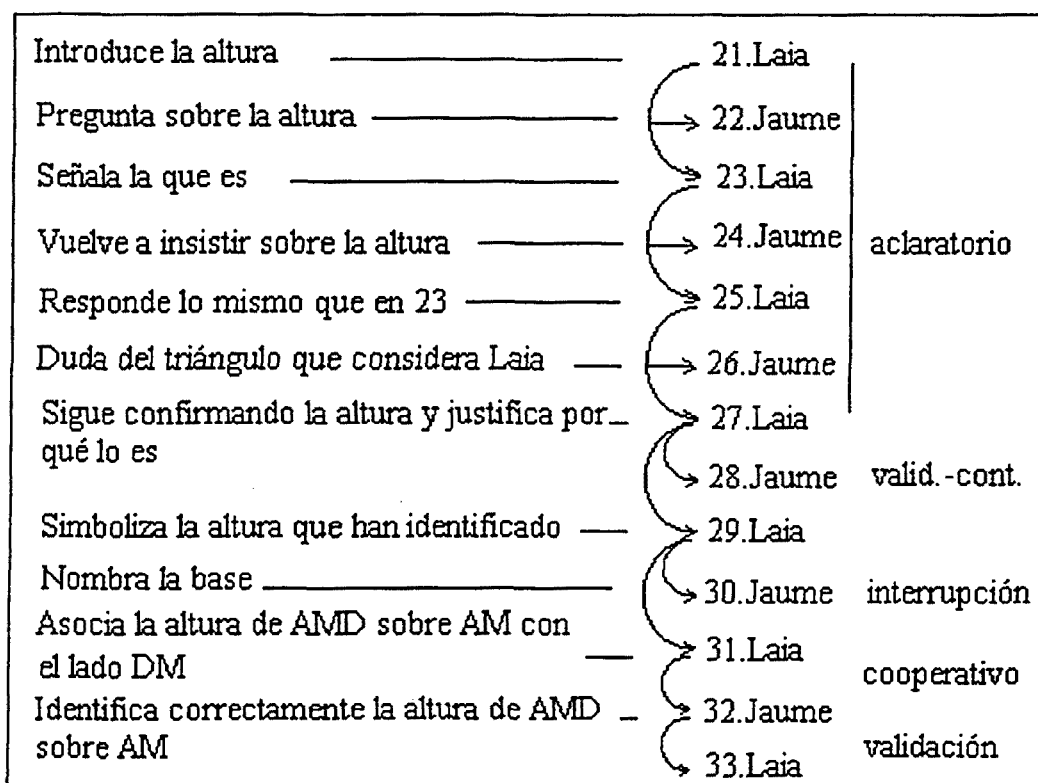 Introduce la altura 21.Laia
Pregunta sobre la altura 22.Jaume
Señala la que es 23.Laia
Vuelve a insistir sobre la altura 24.Jaume aclaratorio
Responde lo mismo que en 23 25.Laia
Duda del triángulo que considera Laia 26.Jaume
Sigue confirmando la altura y justifica por 27.Laia
qué lo es
28.Jaume valid.-cont.
Simboliza la altura que han identificado 29.Laia
Nombra la base 30.Jaume interrupción
Asocia la altura de AMD sobre AM con 31.Laia
el lado DM
cooperativo
Identifica correctamente la altura de AMD 32.Jaume
sobre AM validación
33.Laia